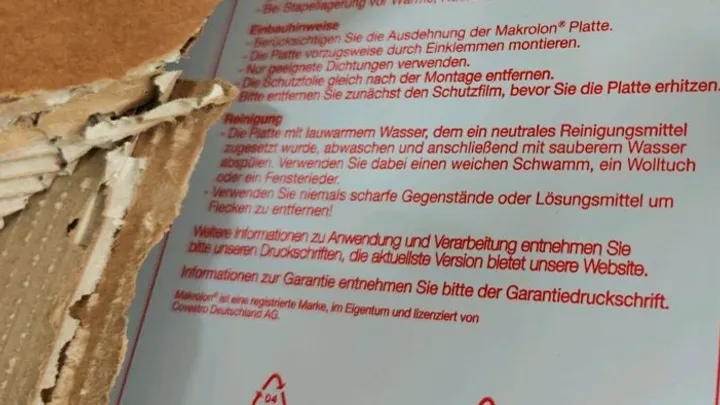 - Bei Stapellagerung vor Wärme,
Einbauhinweise
- Berücksichtigen Sie die Ausdehnung der Makrolon® Platte.
- Die Platte vorzugsweise durch Einklemmen montieren.
- Nur geeignete Dichtungen verwenden.
- Die Schutzfolie gleich nach der Montage entfernen.
- Bitte entfernen Sie zunächst den Schutzfilm, bevor Sie die Platte erhitzen.
Reinigung
- Die Platte mit lauwarmem Wasser, dem ein neutrales Reinigungsmittel
zugesetzt wurde, abwaschen und anschließend mit sauberem Wasser
abspülen. Verwenden Sie dabei einen weichen Schwamm, ein Wolltuch
oder ein Fensterleder.
- Verwenden Sie niemals scharfe Gegenstände oder Lösungsmittel um
Flecken zu entfernen!
Weitere Informationen zu Anwendung und Verarbeitung entnehmen Sie
bitte unseren Druckschriften, die aktuellste Version bietet unsere Website.
Informationen zur Garantie entnehmen Sie bitte der Garantiedruckschrift.
Makrolon® ist eine registrierte Marke, im Eigentum und lizenziert von
Covestro Deutschland AG.
04